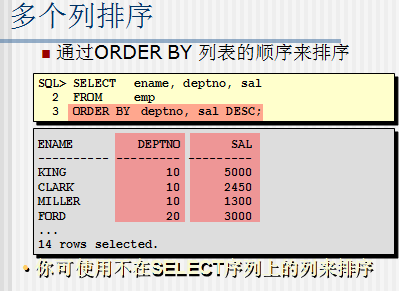 多个列排序
通过ORDER BY 列表的顺序来排序
SQL> SELECT ename, deptno, sal
2 FROM emp
3 ORDER BY deptno, sal DESC;
ENAME DEPTNO SAL
---------- --------- ---------
KING 10 5000
CLARK 10 2450
MILLER 10 1300
FORD 20 3000
...
14 rows selected.
• 你可使用不在SELECT序列上的列来排序